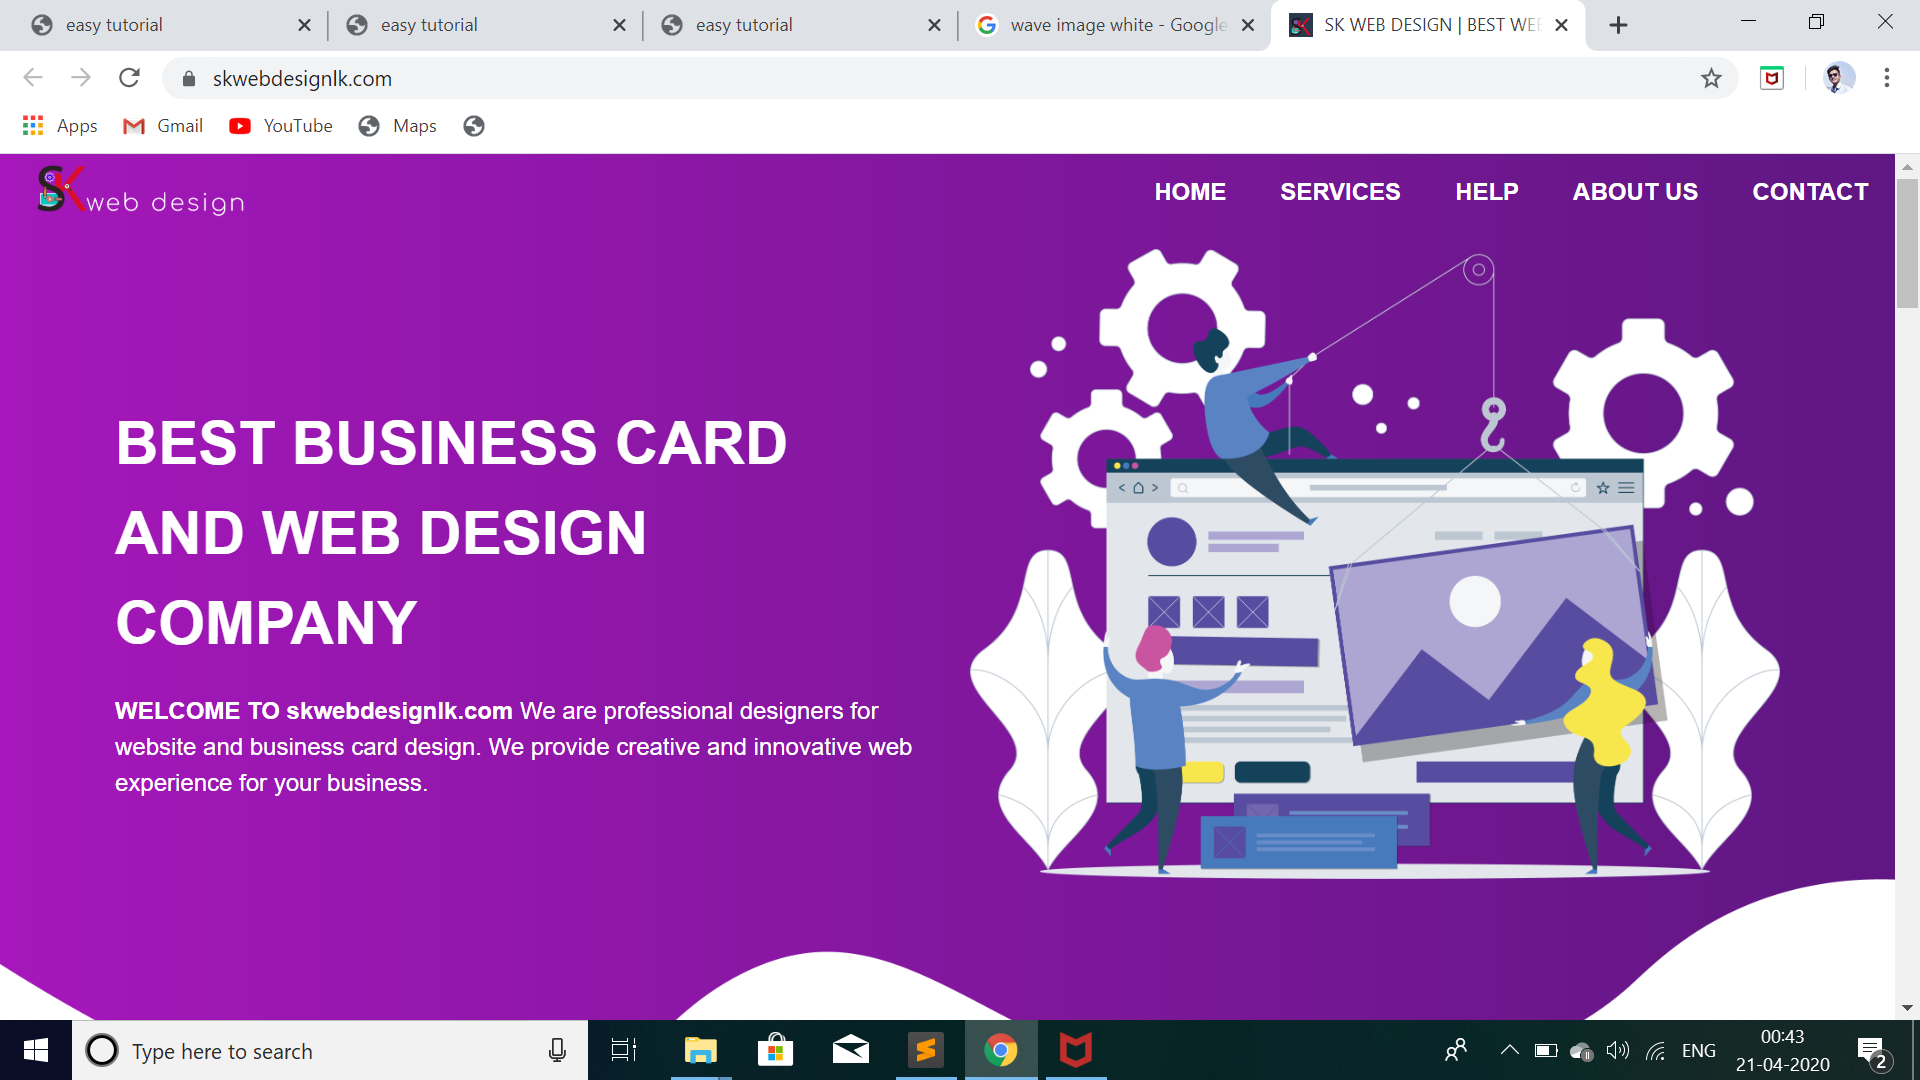 easy tutorial
easy tutorial
easy tutorial
wave image white - Google
SK WEB DESIGN | BEST WEB
skwebdesignlk.com
Apps Gmail YouTube Maps
SK web design
HOME SERVICES HELP ABOUT US CONTACT
BEST BUSINESS CARD
AND WEB DESIGN
COMPANY
WELCOME TO skwebdesignlk.com We are professional designers for
website and business card design. We provide creative and innovative web
experience for your business.
Type here to search
ENG
00:43
21-04-2020
2